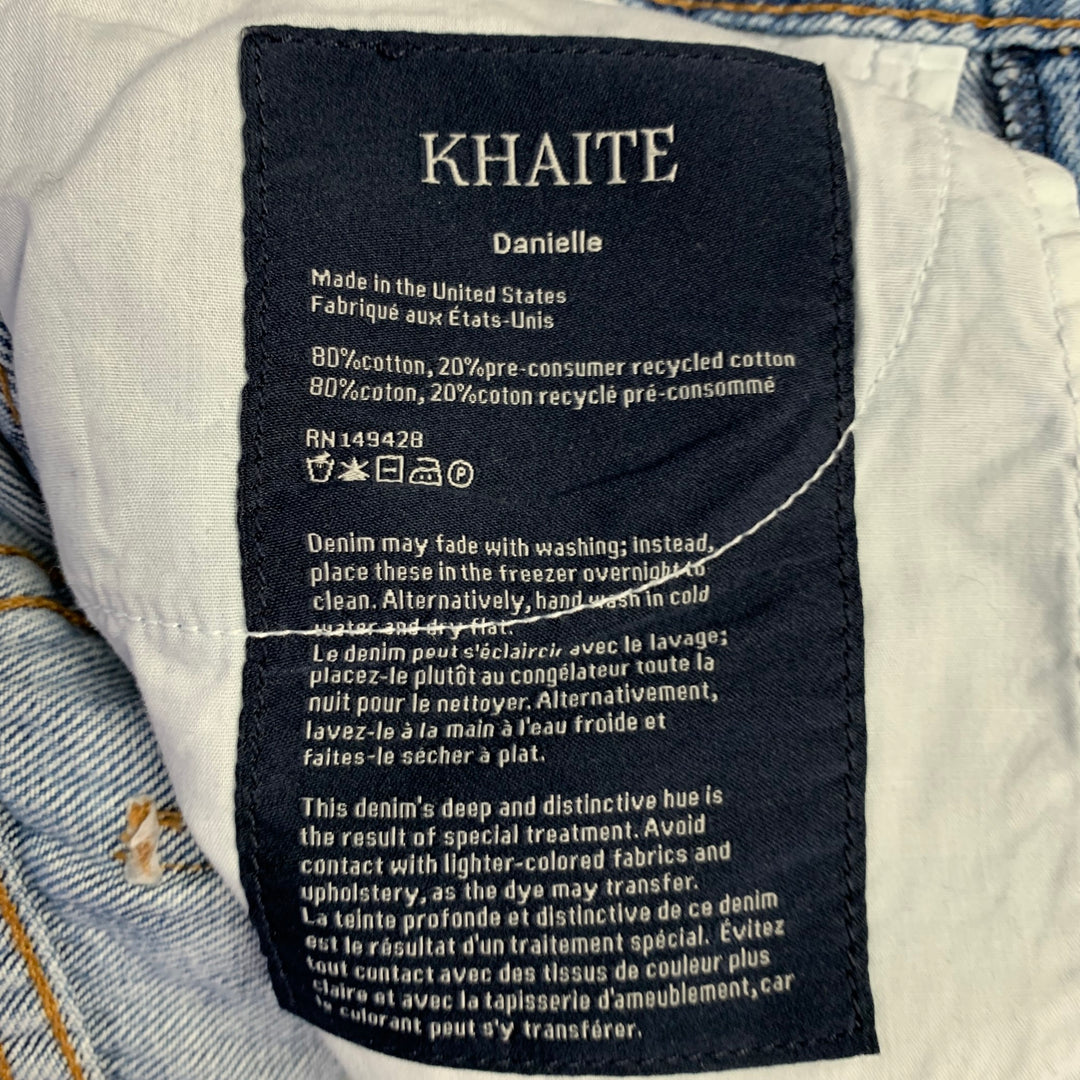 KHAITE
Danielle
Made in the United States
Fabriqué aux États-Unis
80%cotton, 20%pre-consumer recycled cotton
80%coton, 20%coton recyclé pré-consommé
RN149428
P
Denim may fade with washing; instead,
place these in the freezer overnight to
clean. Alternatively, hand wash in cold
water and dry flat.
Le denim peut s'éclaircir avec le lavage;
placez-le plutôt au congélateur toute la
nuit pour le nettoyer. Alternativement,
lavez-le à la main à l'eau froide et
faites-le sécher à plat.
This denim's deep and distinctive hue is
the result of special treatment. Avoid
contact with lighter-colored fabrics and
upholstery, as the dye may transfer.
La teinte profonde et distinctive de ce denim
est le résultat d'un traitement spécial. Évitez
tout contact avec des tissus de couleur plus
claire et avec la tapisserie d'ameublement, car
le colorant peut s'y transférer.